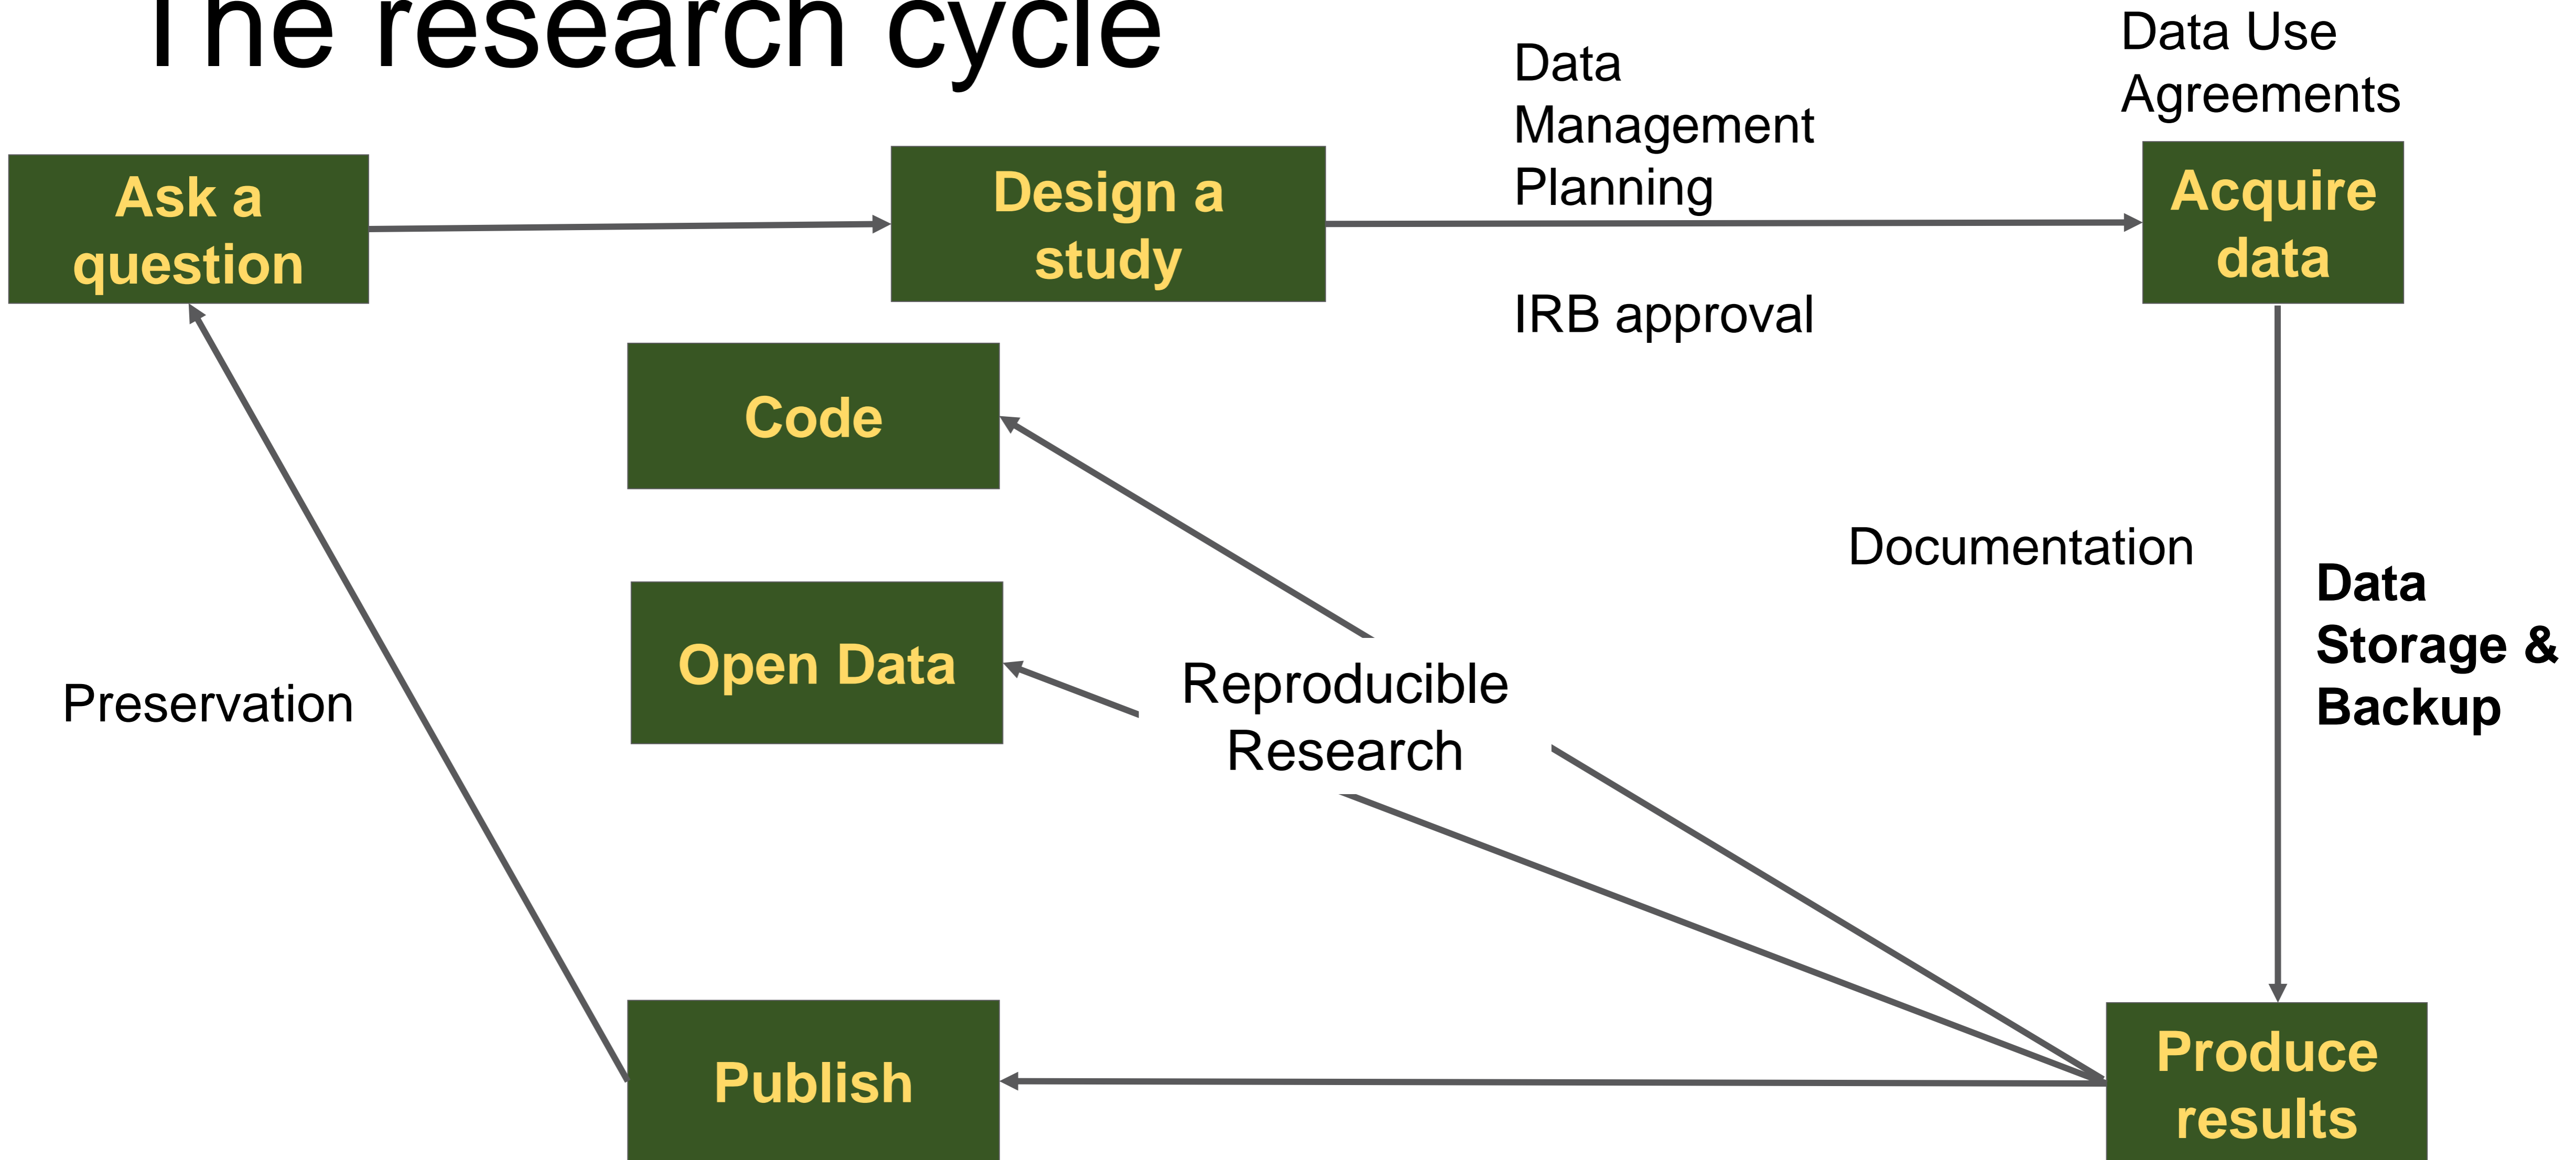 The research cycle
Data Use
Agreements
Data
Management
Planning
Ask a
question
Design a
study
Acquire
data
IRB approval
Code
Documentation
Data
Storage &
Backup
Open Data
Reproducible
Research
Preservation
Publish
Produce
results